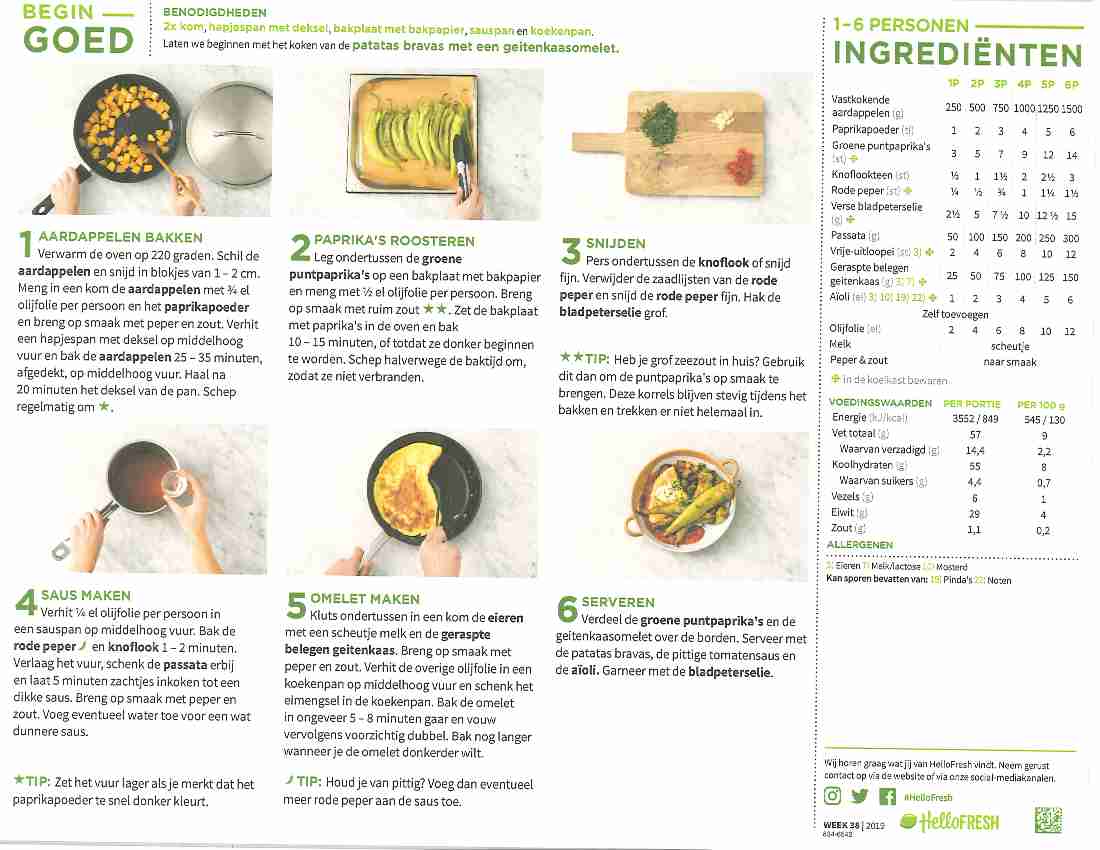 BEGIN
GOED
BENODIGDHEDEN
2x kom, hapjespan met deksel, bakplaat met bakpapier, sauspan en koekenpan.
Laten we beginnen met het koken van de patatas bravas met een geitenkaasomelet.
1 AARDAPPELEN BAKKEN
Verwarm de oven op 220 graden. Schil de
aardappelen en snijd in blokjes van 1 – 2 cm.
Meng in een kom de aardappelen met ¾ el
olijfolie per persoon en het paprikapoeder
en breng op smaak met peper en zout. Verhit
een hapjespan met deksel op middelhoog
vuur en bak de aardappelen 25 – 35 minuten,
afgedekt, op middelhoog vuur. Haal na
20 minuten het deksel van de pan. Schep
regelmatig om ★.
2 PAPRIKA'S ROOSTEREN
Leg ondertussen de groene
puntpaprika's op een bakplaat met bakpapier
en meng met ½ el olijfolie per persoon. Breng
op smaak met ruim zout ★★. Zet de bakplaat
met paprika's in de oven en bak
10 – 15 minuten, of totdat ze donker beginnen
te worden. Schep halverwege de baktijd om,
zodat ze niet verbranden.
3 SNIJDEN
Pers ondertussen de knoflook of snijd
fijn. Verwijder de zaadlijsten van de rode
peper en snijd de rode peper fijn. Hak de
bladpeterselie grof.
★★TIP: Heb je grof zeezout in huis? Gebruik
dit dan om de puntpaprika's op smaak te
brengen. Deze korrels blijven stevig tijdens het
bakken en trekken er niet helemaal in.
4 SAUS MAKEN
Verhit ¼ el olijfolie per persoon in
een sauspan op middelhoog vuur. Bak de
rode peper en knoflook 1 – 2 minuten.
Verlaag het vuur, schenk de passata erbij
en laat 5 minuten zachtjes inkoken tot een
dikke saus. Breng op smaak met peper en
zout. Voeg eventueel water toe voor een wat
dunnere saus.
★TIP: Zet het vuur lager als je merkt dat het
paprikapoeder te snel donker kleurt.
5 OMELET MAKEN
Kluts ondertussen in een kom de eieren
met een scheutje melk en de geraspte
belegen geitenkaas. Breng op smaak met
peper en zout. Verhit de overige olijfolie in een
koekenpan op middelhoog vuur en schenk het
eimengsel in de koekenpan. Bak de omelet
in ongeveer 5 – 8 minuten gaar en vouw
vervolgens voorzichtig dubbel. Bak nog langer
wanneer je de omelet donkerder wilt.
TIP: Houd je van pittig? Voeg dan eventueel
meer rode peper aan de saus toe.
6 SERVEREN
Verdeel de groene puntpaprika's en de
geitenkaasomelet over de borden. Serveer met
de patatas bravas, de pittige tomatensaus en
de aïoli. Garneer met de bladpeterselie.
1–6 PERSONEN
INGREDIËNTEN
1P 2P 3P 4P 5P 6P
Vastkokende
aardappelen (g) 250 500 750 1000 1250 1500
Paprikapoeder (tl) 1 2 3 4 5 6
Groene puntpaprika's
(st) 3 5 7 9 12 14
Knoflookteen (st) ½ 1 1½ 2 2½ 3
Rode peper (st) ¼ ½ ¾ 1 1¼ 1½
Verse bladpeterselie
(g) 2½ 5 7½ 10 12½ 15
Passata (g) 50 100 150 200 250 300
Vrije-uitloopei (st) 3) 2 4 6 8 10 12
Geraspte belegen
geitenkaas (g) 3) 7) 25 50 75 100 125 150
Aïoli (el) 3) 10) 19) 22) 1 2 3 4 5 6
Zelf toevoegen
Olijfolie (el) 2 4 6 8 10 12
Melk scheutje
Peper & zout naar smaak
in de koelkast bewaren
VOEDINGSWAARDEN PER PORTIE PER 100 g
Energie (kJ/kcal) 3552 / 849 545 / 130
Vet totaal (g) 57 9
Waarvan verzadigd (g) 14,4 2,2
Koolhydraten (g) 55 8
Waarvan suikers (g) 4,4 0,7
Vezels (g) 6 1
Eiwit (g) 29 4
Zout (g) 1,1 0,2
ALLERGENEN
3) Eieren 7) Melk/lactose 10) Mosterd
Kan sporen bevatten van: 19) Pinda's 22) Noten
Wij horen graag wat jij van HelloFresh vindt. Neem gerust
contact op via de website of via onze social-mediakanalen.
#HelloFresh
WEEK 38 | 2019
HelloFRESH